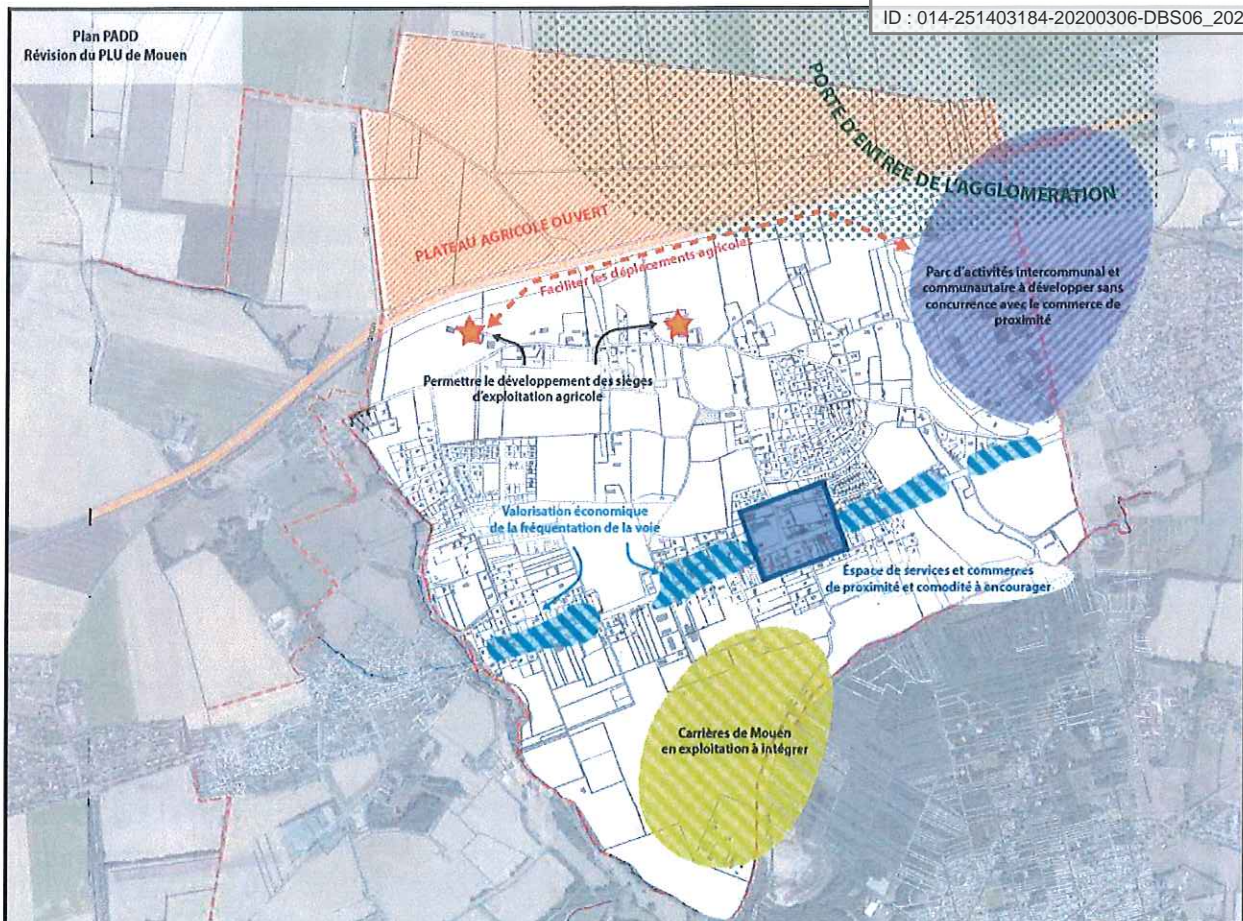 ID : 014-251403184-20200306-DBS06_202
Plan PADD
Révision du PLU de Mouen
PORTE D'ENTREE DE L'AGGLOMÉRATION
PLATEAU AGRICOLE OUVERT
Faciliter les déplacements agricoles
Parc d'activités intercommunal et
communautaire à développer sans
concurrence avec le commerce de
proximité
Permettre le développement des sièges
d'exploitation agricole
Valorisation économique
de la fréquentation de la voie
Espace de services et commerces
de proximité et comodité à encourager
Carrières de Mouen
en exploitation à intégrer